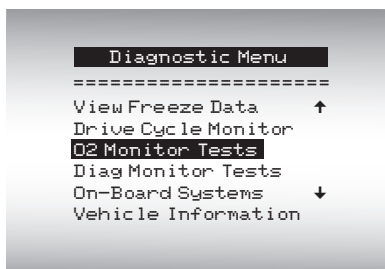 Diagnostic Menu
=====================
View Freeze Data ↑
Drive Cycle Monitor
O2 Monitor Tests
Diag Monitor Tests
On-Board Systems ↓
Vehicle Information